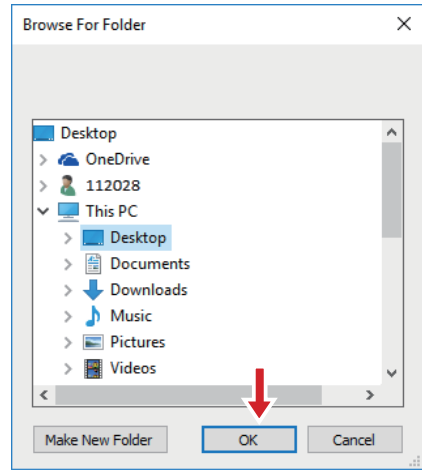 Browse For Folder
Desktop
OneDrive
112028
This PC
Desktop
Documents
Downloads
Music
Pictures
Videos
Make New Folder OK Cancel